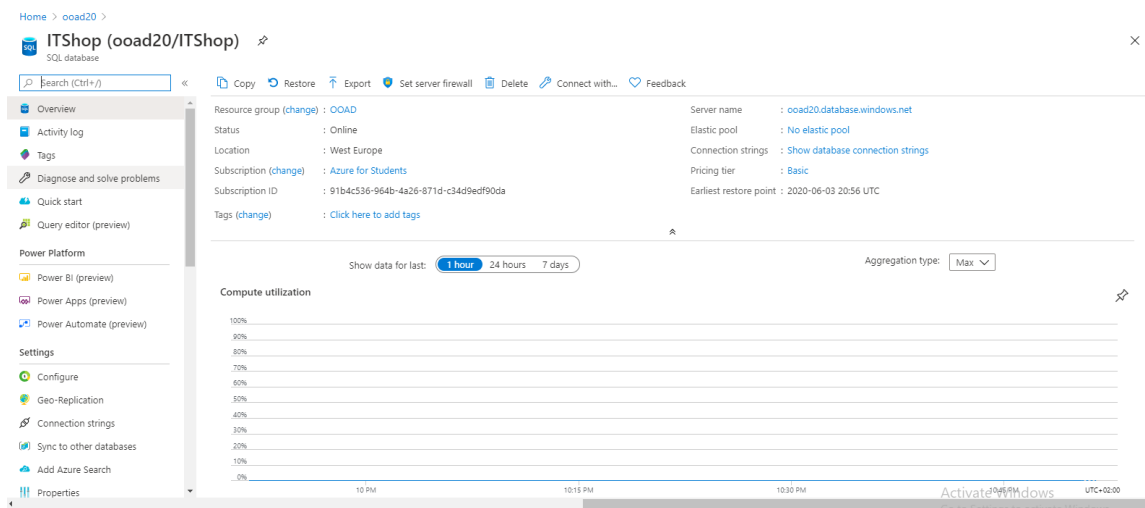 Home > ooad20 >
ITShop (ooad20/ITShop)
SQL database
Search (Ctrl+/)
Overview
Activity log
Tags
Diagnose and solve problems
Quick start
Query editor (preview)
Power Platform
Power BI (preview)
Power Apps (preview)
Power Automate (preview)
Settings
Configure
Geo-Replication
Connection strings
Sync to other databases
Add Azure Search
Properties
Copy Restore Export Set server firewall Delete Connect with... Feedback
Resource group (change) : OOAD
Status : Online
Location : West Europe
Subscription (change) : Azure for Students
Subscription ID : 91b4c536-964b-4a26-871d-c34d9edf90da
Tags (change) : Click here to add tags
Server name : ooad20.database.windows.net
Elastic pool : No elastic pool
Connection strings : Show database connection strings
Pricing tier : Basic
Earliest restore point : 2020-06-03 20:56 UTC
Show data for last: 1 hour 24 hours 7 days
Aggregation type: Max
Compute utilization
100%
90%
80%
70%
60%
50%
40%
30%
20%
10%
0%
10 PM 10:15 PM 10:30 PM 10:45 PM UTC+02:00
Activate Windows